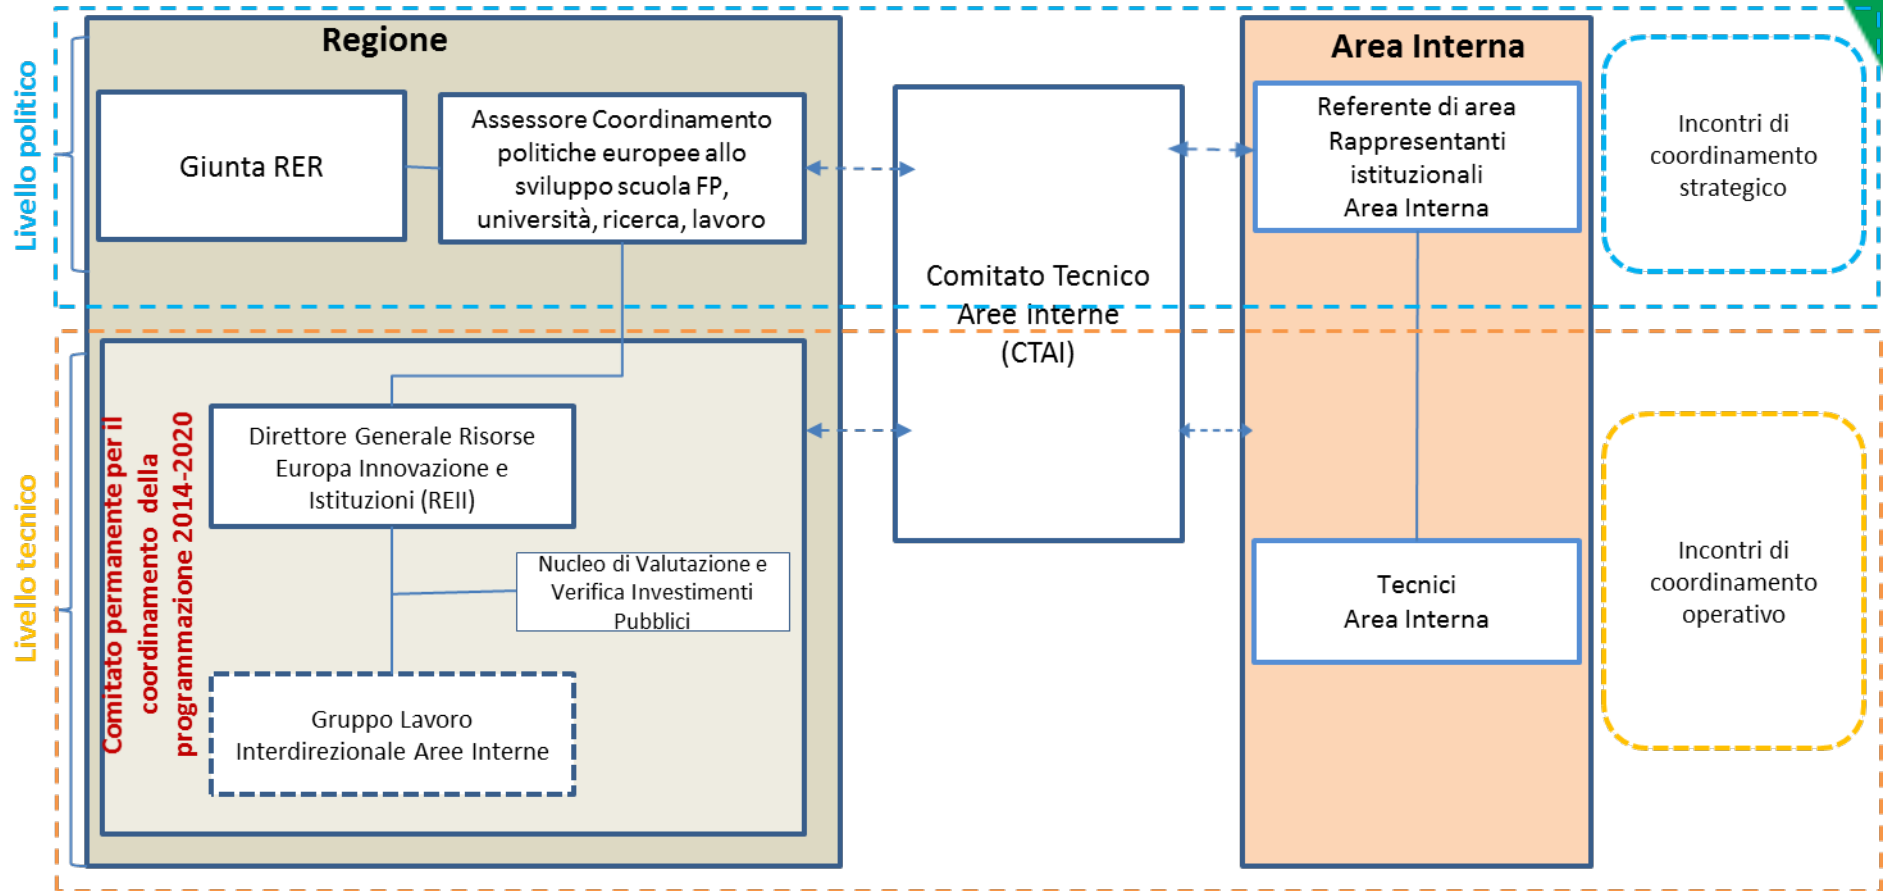 Regione
Area Interna
Livello politico
Giunta RER
Assessore Coordinamento
politiche europee allo
sviluppo scuola FP,
università, ricerca, lavoro
Referente di area
Rappresentanti
istituzionali
Area Interna
Incontri di
coordinamento
strategico
Comitato Tecnico
Aree Interne
(CTAI)
Livello tecnico
Comitato permanente per il
coordinamento della
programmazione 2014-2020
Direttore Generale Risorse
Europa Innovazione e
Istituzioni (REII)
Nucleo di Valutazione e
Verifica Investimenti
Pubblici
Gruppo Lavoro
Interdirezionale Aree Interne
Tecnici
Area Interna
Incontri di
coordinamento
operativo